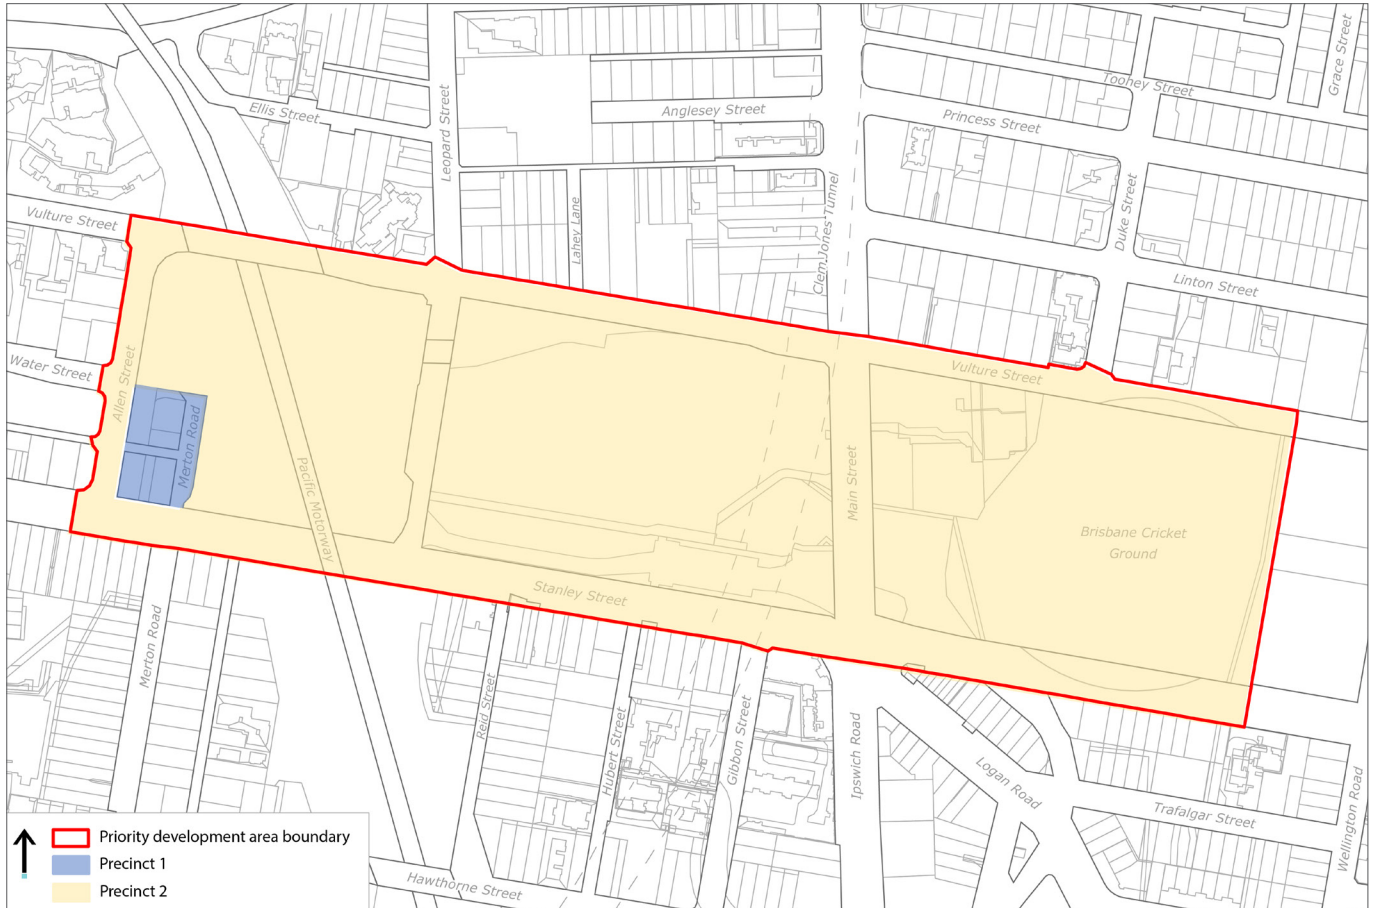 Grace Street
Toohey Street
Anglesey Street
Princess Street
Ellis Street
Leopard Street
Vulture Street
Lahey Lane
Clem Jones Tunnel
Duke Street
Linton Street
Water Street
Allen Street
Vulture Street
Merton Road
Pacific Motorway
Main Street
Brisbane Cricket
Ground
Stanley Street
Merton Road
Reid Street
Hubert Street
Gibbon Street
Ipswich Road
Logan Road
Trafalgar Street
Wellington Road
Hawthorne Street
Priority development area boundary
Precinct 1
Precinct 2